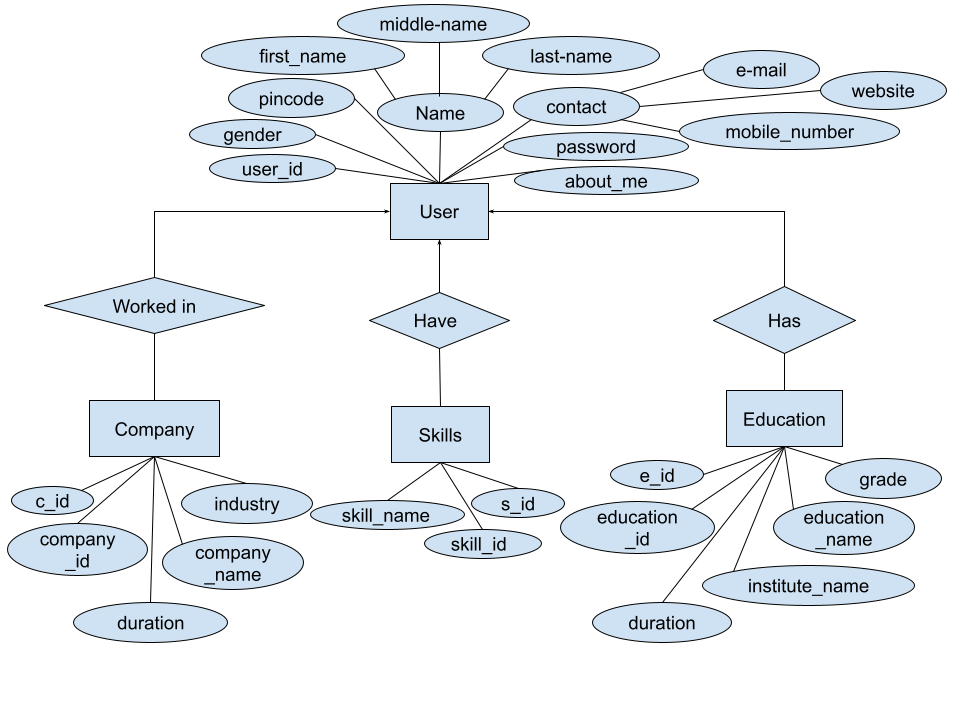 middle-name
first_name
last-name
e-mail
website
pincode
Name
contact
gender
mobile_number
password
user_id
about_me
User
Worked in
Have
Has
Company
Skills
Education
e_id
grade
c_id
industry
skill_name
s_id
education
_id
education
_name
company
_id
skill_id
company
_name
institute_name
duration
duration